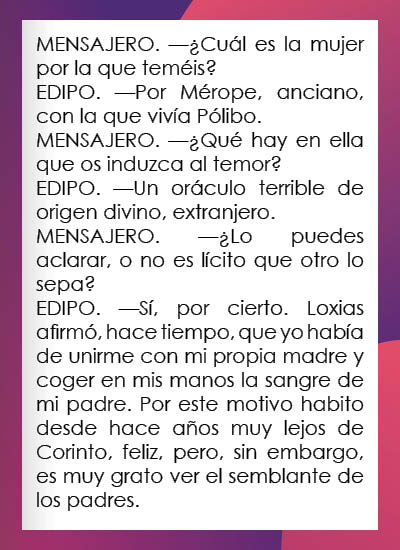 MENSAJERO. —¿Cuál es la mujer
por la que teméis?
EDIPO. —Por Mérope, anciano,
con la que vivía Pólibo.
MENSAJERO. —¿Qué hay en ella
que os induzca al temor?
EDIPO. —Un oráculo terrible de
origen divino, extranjero.
MENSAJERO. —¿Lo puedes
aclarar, o no es lícito que otro lo
sepa?
EDIPO. —Sí, por cierto. Loxias
afirmó, hace tiempo, que yo había
de unirme con mi propia madre y
coger en mis manos la sangre de
mi padre. Por este motivo habito
desde hace años muy lejos de
Corinto, feliz, pero, sin embargo,
es muy grato ver el semblante de
los padres.